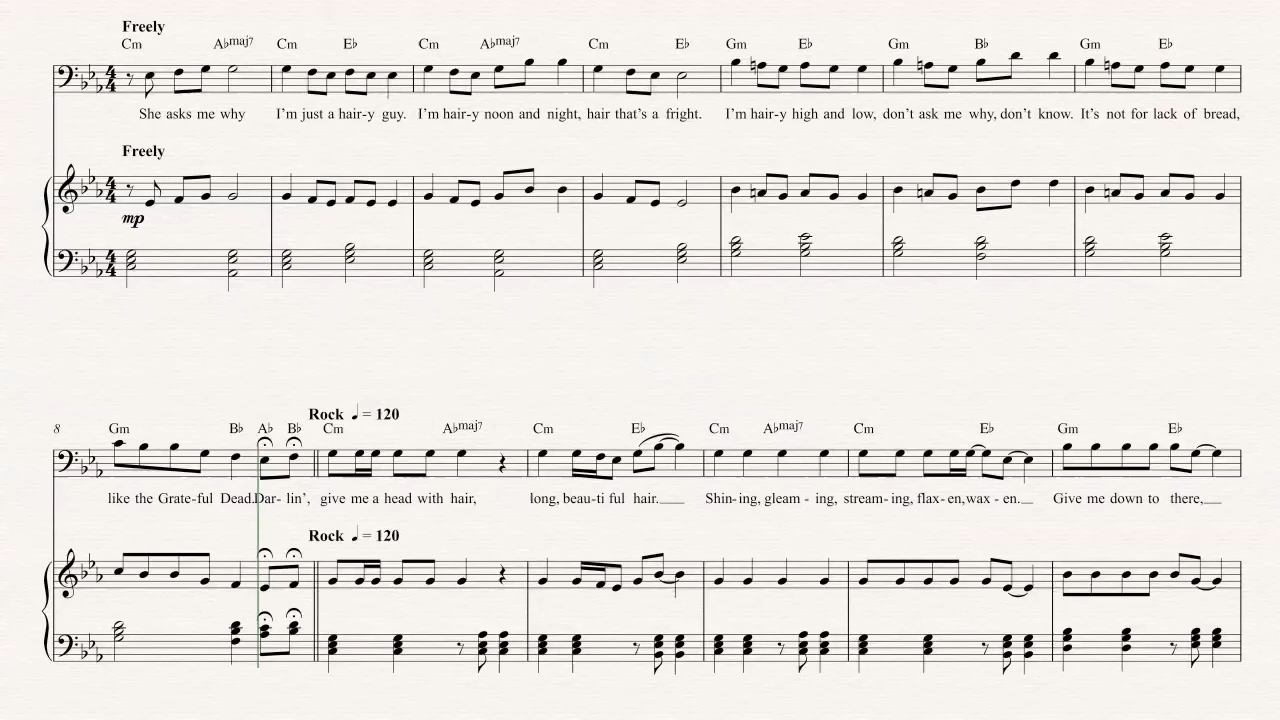 Freely
Cm A♭maj7 Cm E♭ Cm A♭maj7 Cm E♭ Gm E♭ Gm B♭ Gm E♭
She asks me why I'm just a hair-y guy. I'm hair-y noon and night, hair that's a fright. I'm hair-y high and low, don't ask me why, don't know. It's not for lack of bread,
Freely
mp
8
Rock ♩ = 120
Gm B♭ A♭ B♭ Cm A♭maj7 Cm E♭ Cm A♭maj7 Cm E♭ Gm E♭
like the Grate-ful Dead. Dar-lin', give me a head with hair, long, beau-ti ful hair. Shin-ing, gleam-ing, stream-ing, flax-en, wax-en. Give me down to there,
Rock ♩ = 120